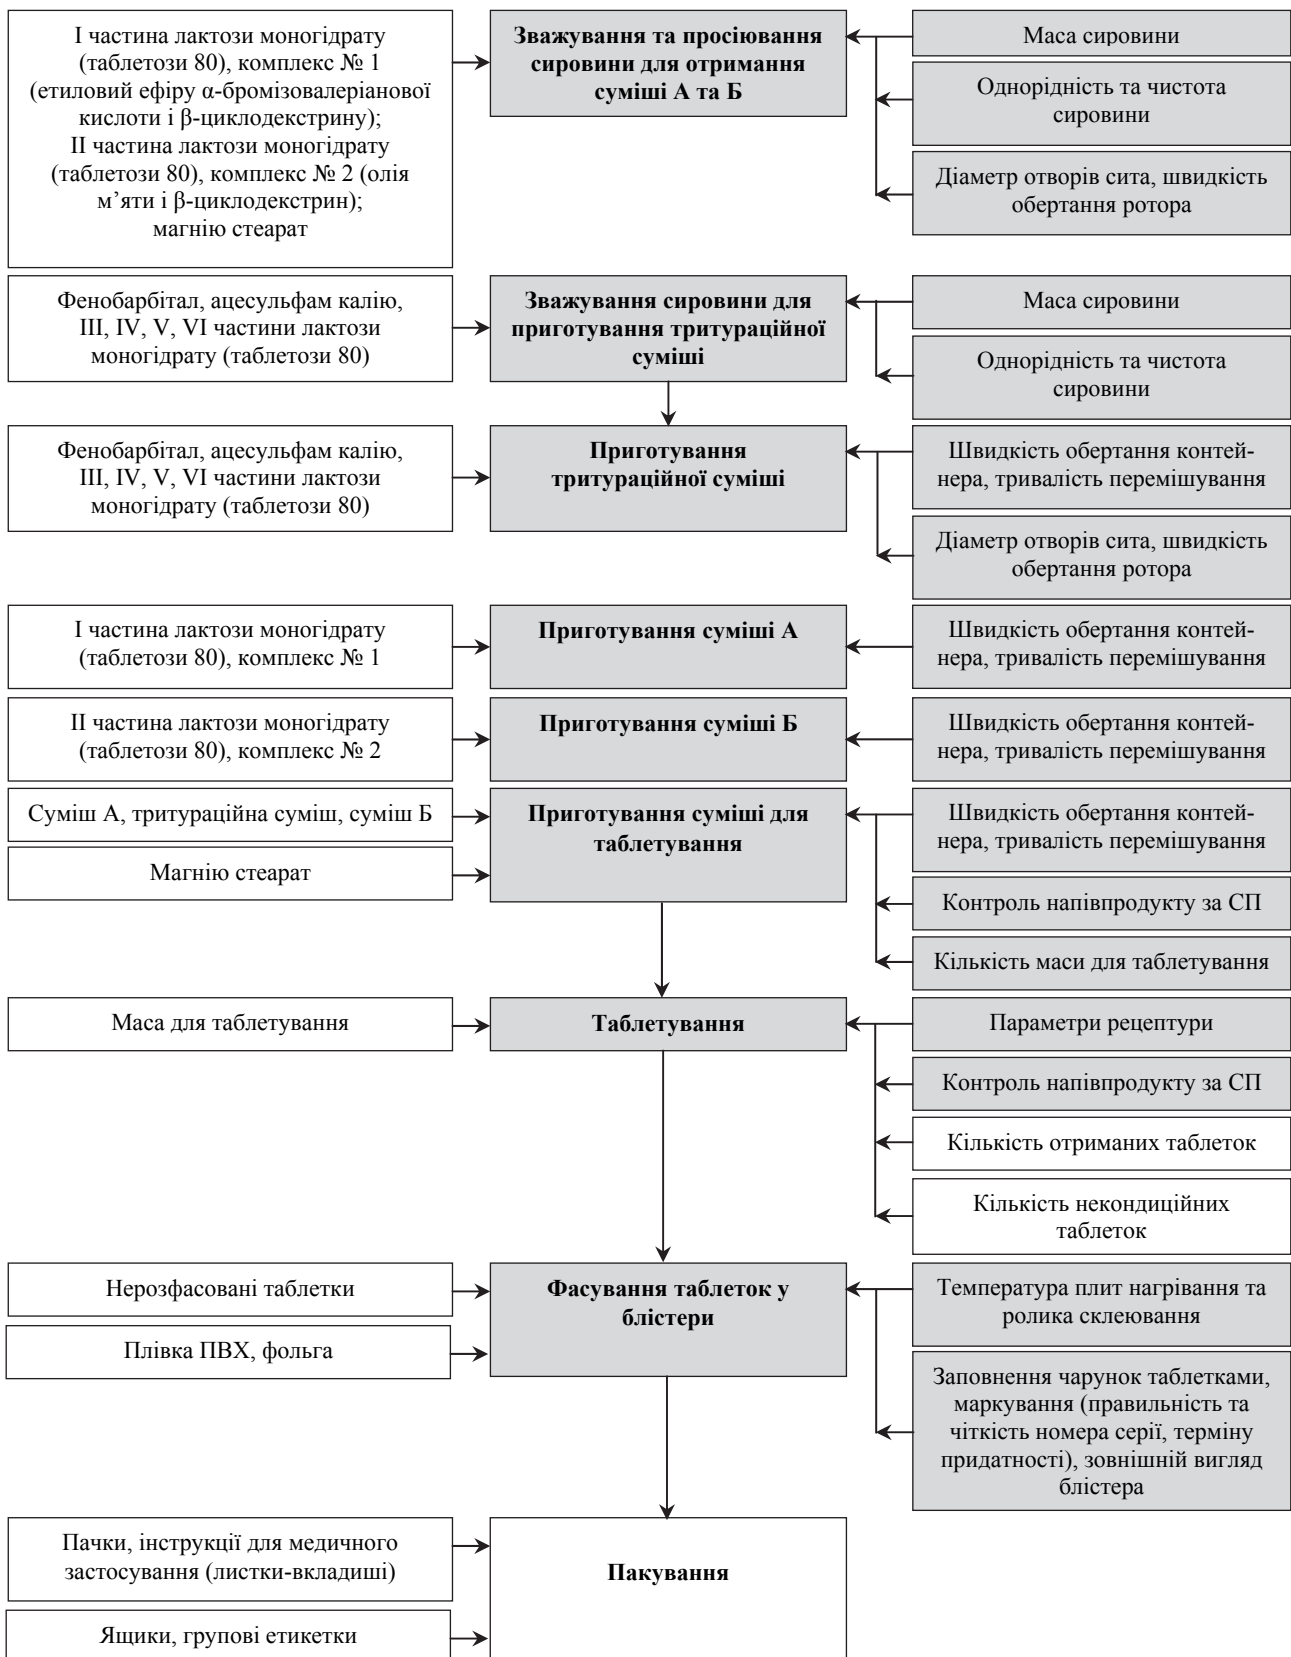 І частина лактози моногідрату
(таблетози 80), комплекс № 1
(етиловий ефіру α-бромізовалеріанової
кислоти і β-циклодекстрину);
ІІ частина лактози моногідрату
(таблетози 80), комплекс № 2 (олія
м’яти і β-циклодекстрин);
магнію стеарат
Зважування та просіювання
сировини для отримання
суміші А та Б
Маса сировини
Однорідність та чистота
сировини
Діаметр отворів сита, швидкість
обертання ротора
Фенобарбітал, ацесульфам калію,
ІІІ, IV, V, VI частини лактози
моногідрату (таблетози 80)
Зважування сировини для
приготування тритураційної
суміші
Маса сировини
Однорідність та чистота
сировини
Фенобарбітал, ацесульфам калію,
ІІІ, IV, V, VI частини лактози
моногідрату (таблетози 80)
Приготування
тритураційної суміші
Швидкість обертання контей-
нера, тривалість перемішування
Діаметр отворів сита, швидкість
обертання ротора
І частина лактози моногідрату
(таблетози 80), комплекс № 1
Приготування суміші А
Швидкість обертання контей-
нера, тривалість перемішування
ІІ частина лактози моногідрату
(таблетози 80), комплекс № 2
Приготування суміші Б
Швидкість обертання контей-
нера, тривалість перемішування
Суміш А, тритураційна суміш, суміш Б
Магнію стеарат
Приготування суміші для
таблетування
Швидкість обертання контей-
нера, тривалість перемішування
Контроль напівпродукту за СП
Кількість маси для таблетування
Маса для таблетування
Таблетування
Параметри рецептури
Контроль напівпродукту за СП
Кількість отриманих таблеток
Кількість некондиційних
таблеток
Нерозфасовані таблетки
Плівка ПВХ, фольга
Фасування таблеток у
блістери
Температура плит нагрівання та
ролика склеювання
Заповнення чарунок таблетками,
маркування (правильність та
чіткість номера серії, терміну
придатності), зовнішній вигляд
блістера
Пачки, інструкції для медичного
застосування (листки-вкладиші)
Ящики, групові етикетки
Пакування